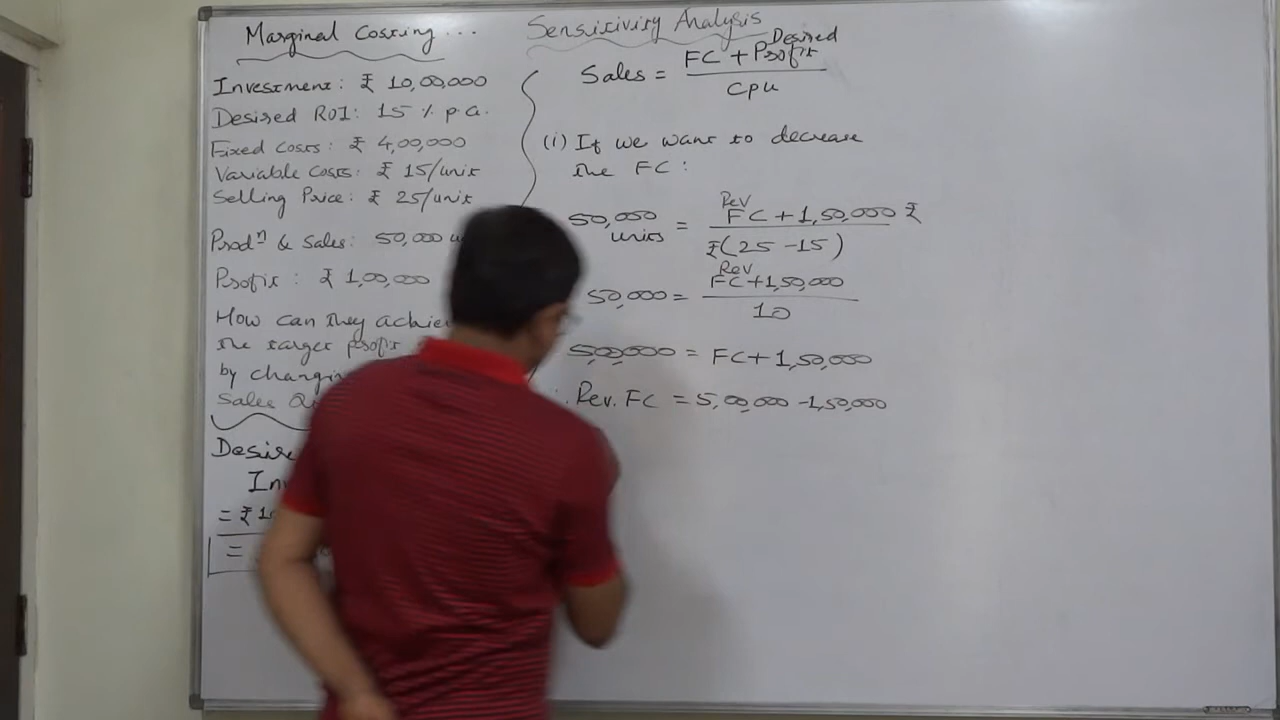 Marginal Costing...
Investment: ₹ 10,00,000
Desired ROI: 15 % p.a.
Fixed Costs: ₹ 4,00,000
Variable Costs: ₹ 15/unit
Selling Price: ₹ 25/unit
Prodⁿ & Sales: 50,000
Profit: ₹ 1,00,000
How can they
the target profit
by
Sales
=
=
Sensitivity Analysis
Sales = FC + Desired Profit / cpu
(i) If we want to decrease
the FC:
50,000 units = Rev FC + 1,50,000 ₹ / ₹(25 - 15)
50,000 = Rev FC + 1,50,000 / 10
5,00,000 = FC + 1,50,000
Rev. FC = 5,00,000 - 1,50,000